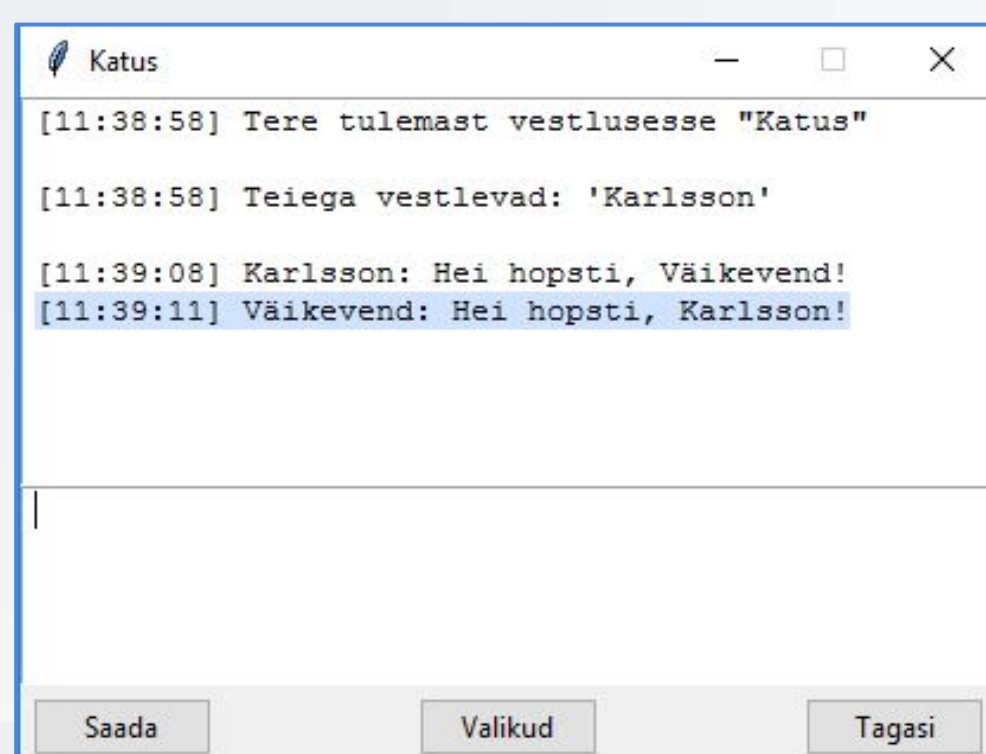 Katus
[11:38:58] Tere tulemast vestlusesse "Katus"
[11:38:58] Teiega vestlevad: 'Karlsson'
[11:39:08] Karlsson: Hei hopsti, Väikevend!
[11:39:11] Väikevend: Hei hopsti, Karlsson!
Saada Valikud Tagasi